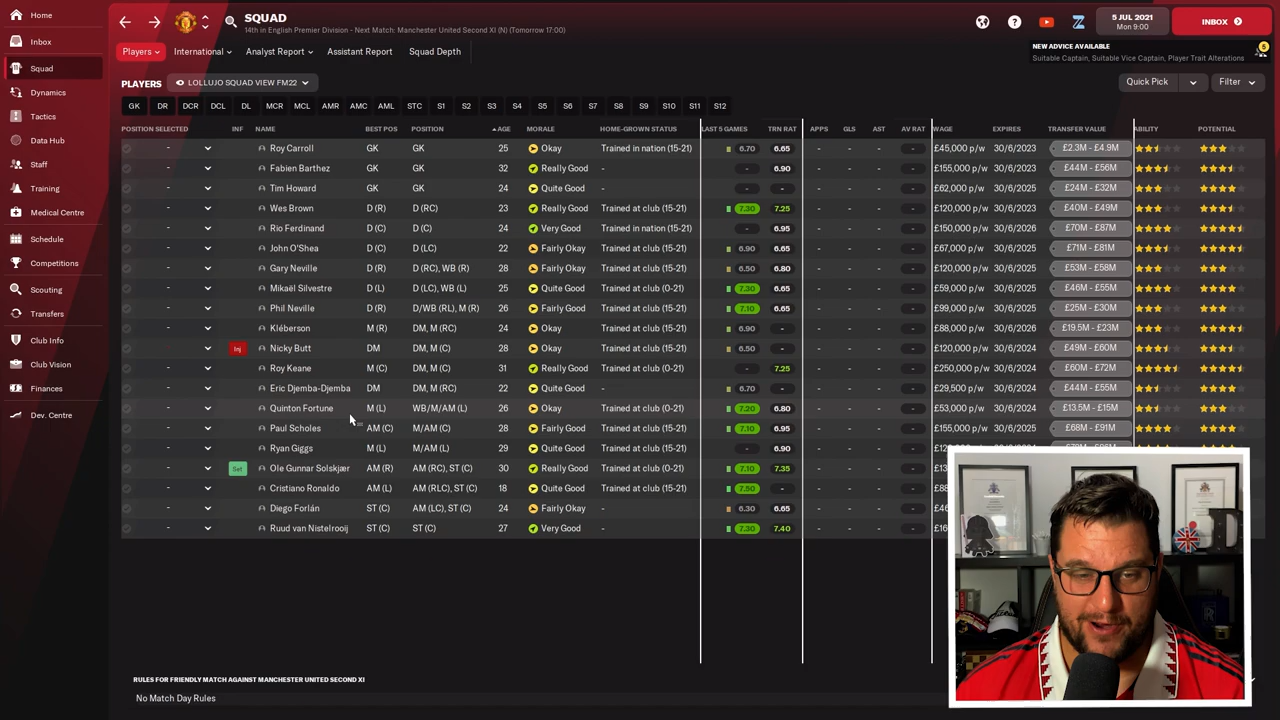 Home
Inbox
Squad
Dynamics
Tactics
Data Hub
Staff
Training
Medical Centre
Schedule
Competitions
Scouting
Transfers
Club Info
Club Vision
Finances
Dev. Centre
SQUAD
14th in English Premier Division - Next Match: Manchester United Second XI (N) (Tomorrow 17:00)
5 JUL 2021
Mon 9:00
INBOX
Players International Analyst Report Assistant Report Squad Depth
NEW ADVICE AVAILABLE 5
Suitable Captain, Suitable Vice Captain, Player Trait Alterations
PLAYERS LOLLUJO SQUAD VIEW FM22 Quick Pick Filter
GK DR DCR DCL DL MCR MCL AMR AMC AML STC S1 S2 S3 S4 S5 S6 S7 S8 S9 S10 S11 S12
POSITION SELECTED INF NAME BEST POS POSITION AGE MORALE HOME-GROWN STATUS LAST 5 GAMES TRN RAT APPS GLS AST AV RAT WAGE EXPIRES TRANSFER VALUE ABILITY POTENTIAL
- Roy Carroll GK GK 25 Okay Trained in nation (15-21) 6.70 6.65 - - - - £45,000 p/w 30/6/2023 £2.3M - £4.9M
- Fabien Barthez GK GK 32 Really Good - - 6.90 - - - - £155,000 p/w 30/6/2023 £44M - £56M
- Tim Howard GK GK 24 Quite Good - - - - - - - £62,000 p/w 30/6/2025 £24M - £32M
- Wes Brown D (R) D (RC) 23 Really Good Trained at club (15-21) 7.30 7.25 - - - - £120,000 p/w 30/6/2023 £40M - £49M
- Rio Ferdinand D (C) D (C) 24 Very Good Trained in nation (15-21) - 6.95 - - - - £150,000 p/w 30/6/2026 £70M - £87M
- John O'Shea D (C) D (LC) 22 Fairly Okay Trained at club (15-21) 6.90 6.65 - - - - £67,000 p/w 30/6/2025 £71M - £81M
- Gary Neville D (R) D (RC), WB (R) 28 Fairly Okay Trained at club (15-21) 6.50 6.80 - - - - £120,000 p/w 30/6/2025 £53M - £58M
- Mikaël Silvestre D (L) D (LC), WB (L) 25 Quite Good Trained at club (0-21) 7.30 6.65 - - - - £59,000 p/w 30/6/2025 £46M - £55M
- Phil Neville D (R) D/WB (RL), M (R) 26 Fairly Good Trained at club (15-21) 7.10 6.65 - - - - £99,000 p/w 30/6/2025 £25M - £30M
- Kléberson M (R) DM, M (RC) 24 Okay Trained at club (15-21) 6.90 - - - - - £88,000 p/w 30/6/2026 £19.5M - £23M
- Inj Nicky Butt DM DM, M (C) 28 Okay Trained at club (15-21) 6.50 - - - - - £120,000 p/w 30/6/2024 £49M - £60M
- Roy Keane M (C) DM, M (C) 31 Really Good Trained at club (0-21) - 7.25 - - - - £250,000 p/w 30/6/2024 £60M - £72M
- Eric Djemba-Djemba DM DM, M (RC) 22 Quite Good - 6.70 - - - - - £29,500 p/w 30/6/2024 £44M - £55M
- Quinton Fortune M (L) WB/M/AM (L) 26 Okay Trained at club (0-21) 7.20 6.80 - - - - £53,000 p/w 30/6/2024 £13.5M - £15M
- Paul Scholes AM (C) M/AM (C) 28 Fairly Good Trained at club (15-21) 7.10 6.95 - - - - £155,000 p/w 30/6/2025 £68M - £91M
- Ryan Giggs M (L) M/AM (L) Quite Good Trained at club (15-21) - 6.90 - - - -
- Set Ole Gunnar Solskjær AM (R) AM (RC), ST (C) 30 Really Good Trained at club (0-21) 7.10 7.35 - - - -
- Cristiano Ronaldo AM (L) AM (RLC), ST (C) 18 Quite Good Trained at club (15-21) 7.50 - - - - -
- Diego Forlán ST (C) AM (LC), ST (C) 24 Fairly Okay - 6.30 6.65 - - - -
- Ruud van Nistelrooij ST (C) ST (C) 27 Very Good - 7.30 7.40 - - - -
RULES FOR FRIENDLY MATCH AGAINST MANCHESTER UNITED SECOND XI
No Match Day Rules